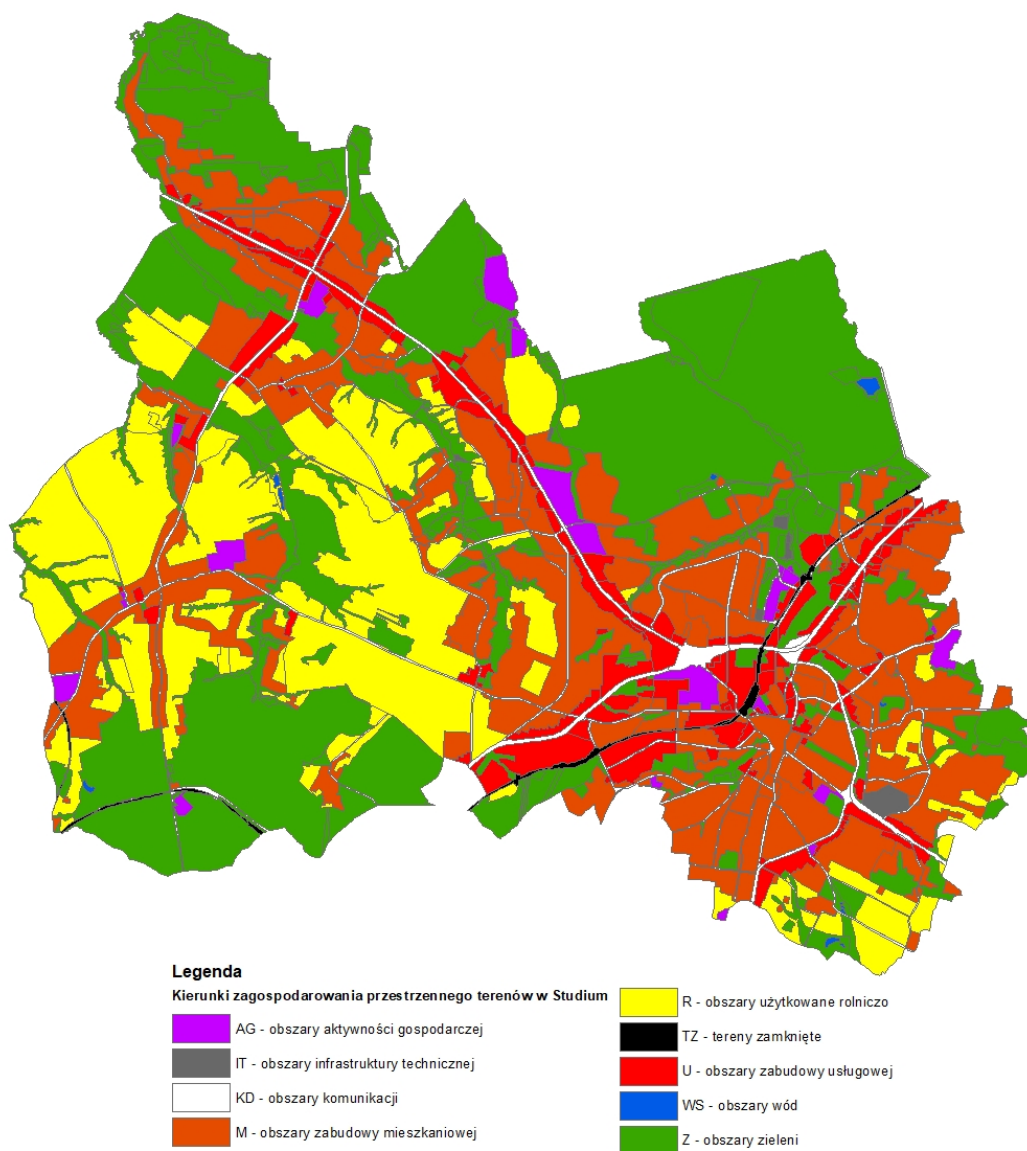 Legenda
Kierunki zagospodarowania przestrzennego terenów w Studium
AG - obszary aktywności gospodarczej
IT - obszary infrastruktury technicznej
KD - obszary komunikacji
M - obszary zabudowy mieszkaniowej
R - obszary użytkowane rolniczo
TZ - tereny zamknięte
U - obszary zabudowy usługowej
WS - obszary wód
Z - obszary zieleni